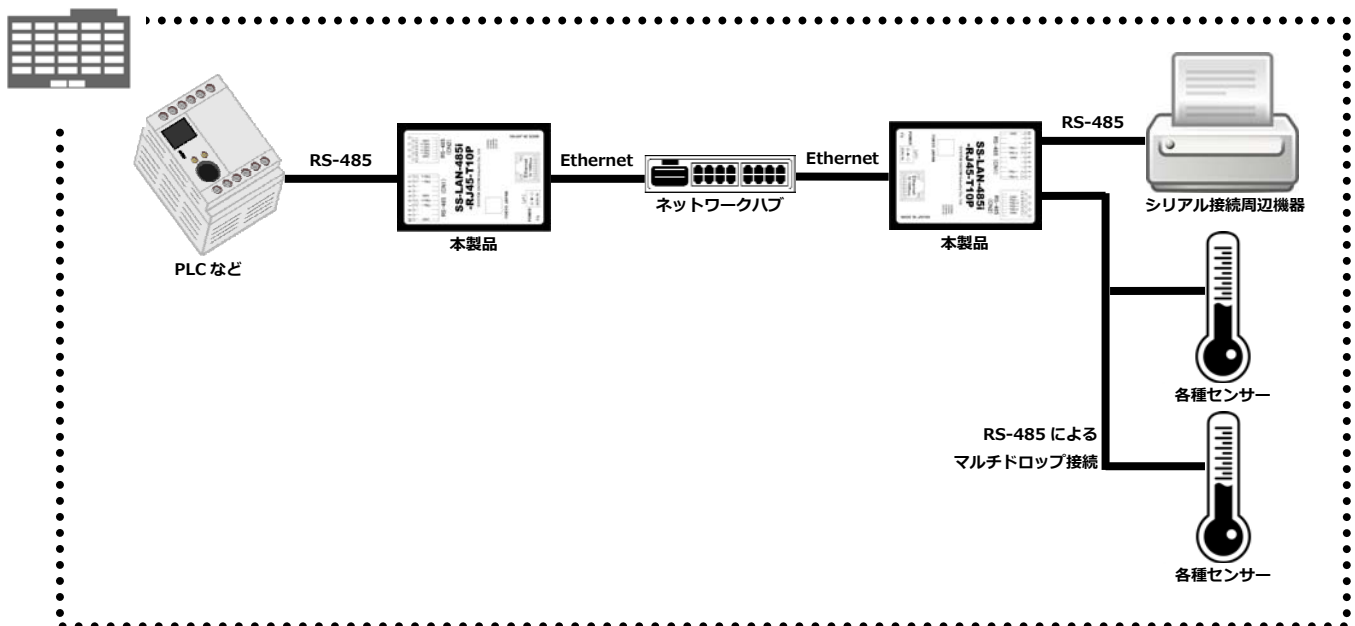 RS-485
RS-485
Ethernet
Ethernet
SS-LAN-485i
-RJ45-T10P
SS-LAN-485i
-RJ45-T10P
ネットワークハブ
シリアル接続周辺機器
本製品
本製品
PLC など
各種センサー
RS-485 による
マルチドロップ接続
各種センサー